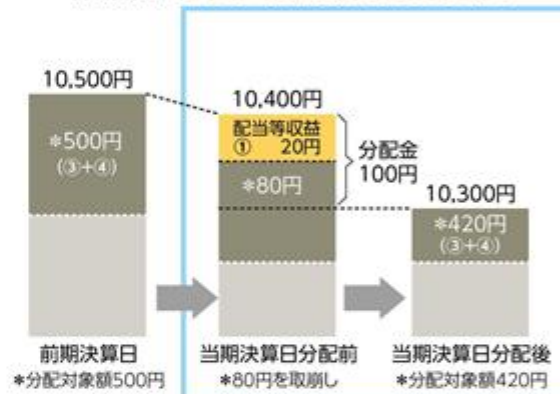 10,500円
*500円
(③+④)
10,400円
配当等収益
① 20円
*80円
分配金
100円
10,300円
*420円
(③+④)
前期決算日
*分配対象額500円
当期決算日分配前
*80円を取崩し
当期決算日分配後
*分配対象額420円